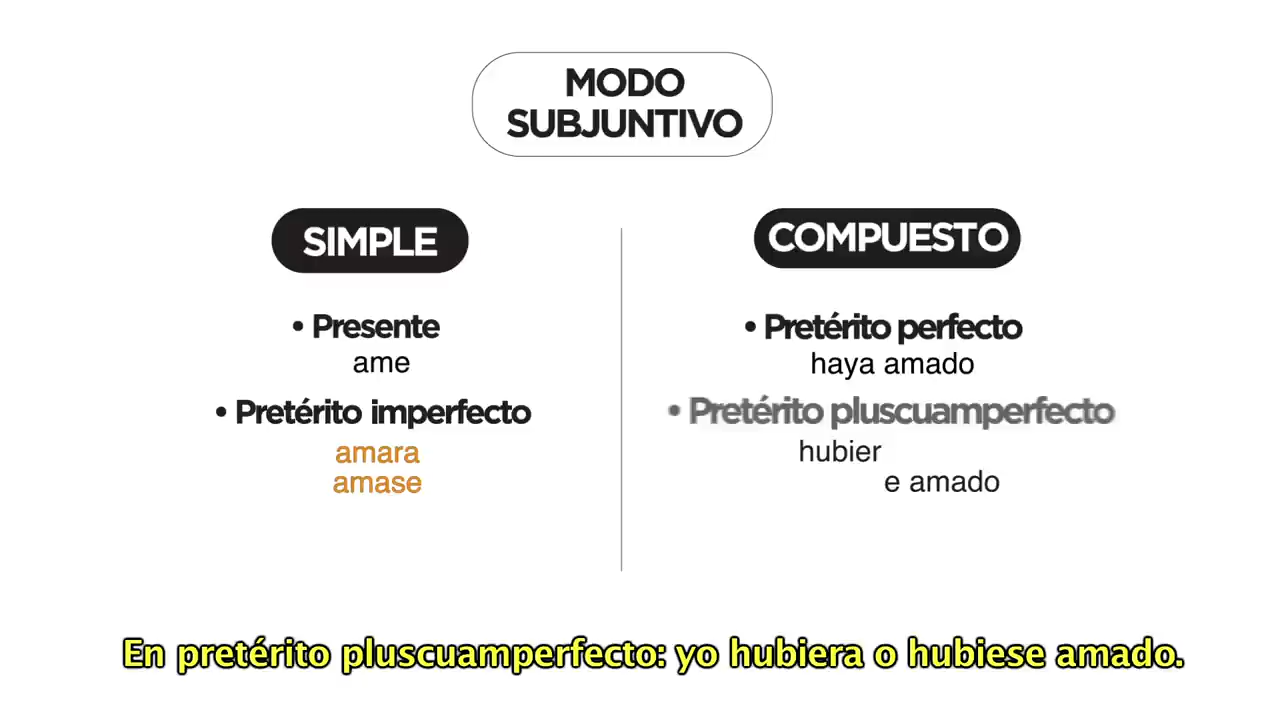 MODO
SUBJUNTIVO
SIMPLE
• Presente
ame
• Pretérito imperfecto
amara
amase
COMPUESTO
• Pretérito perfecto
haya amado
• Pretérito pluscuamperfecto
hubier
e amado
En pretérito pluscuamperfecto: yo hubiera o hubiese amado.